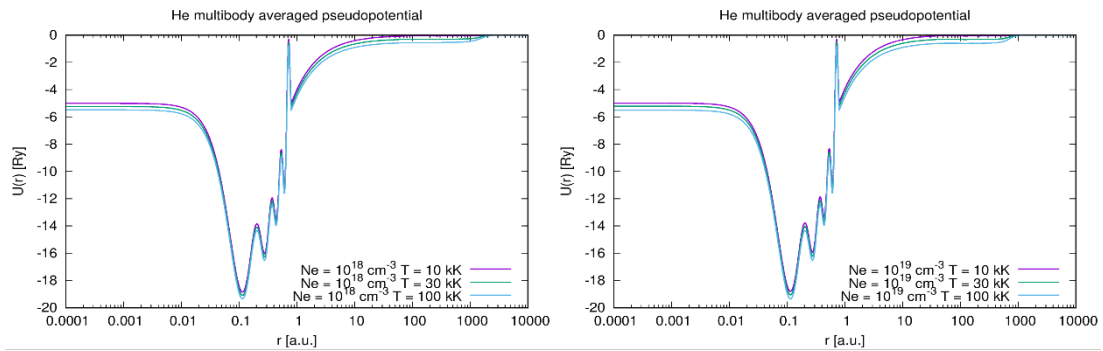 He multibody averaged pseudopotential
0
-2
-4
-6
-8
-10
-12
-14
-16
-18
-20
U(r) [Ry]
Ne = 10^18 cm^-3 T = 10 kK
Ne = 10^18 cm^-3 T = 30 kK
Ne = 10^18 cm^-3 T = 100 kK
0.0001 0.001 0.01 0.1 1 10 100 1000 10000
r [a.u.]
He multibody averaged pseudopotential
0
-2
-4
-6
-8
-10
-12
-14
-16
-18
-20
U(r) [Ry]
Ne = 10^19 cm^-3 T = 10 kK
Ne = 10^19 cm^-3 T = 30 kK
Ne = 10^19 cm^-3 T = 100 kK
0.0001 0.001 0.01 0.1 1 10 100 1000 10000
r [a.u.]